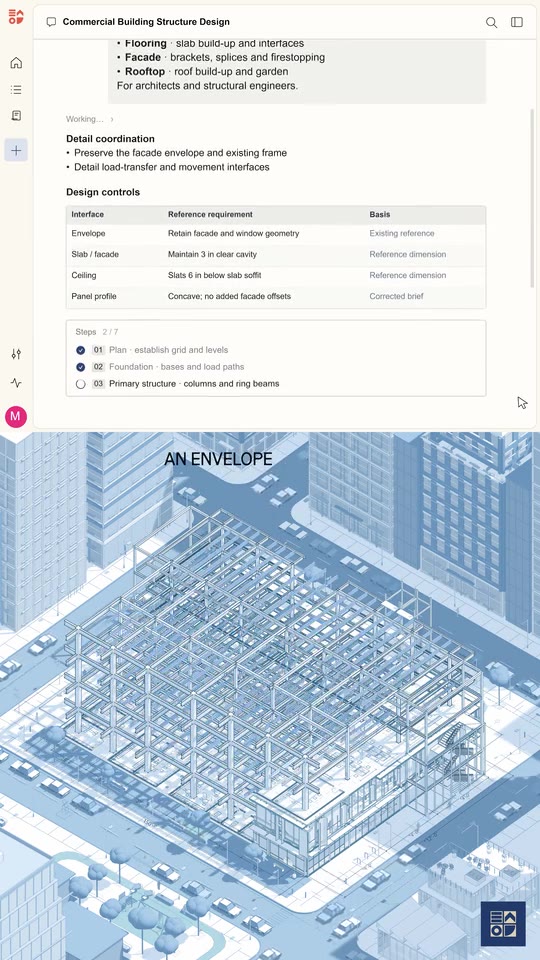 Commercial Building Structure Design
• Flooring · slab build-up and interfaces
• Facade · brackets, splices and firestopping
• Rooftop · roof build-up and garden
For architects and structural engineers.
Working... ›
Detail coordination
• Preserve the facade envelope and existing frame
• Detail load-transfer and movement interfaces
Design controls
Interface Reference requirement Basis
Envelope Retain facade and window geometry Existing reference
Slab / facade Maintain 3 in clear cavity Reference dimension
Ceiling Slats 6 in below slab soffit Reference dimension
Panel profile Concave; no added facade offsets Corrected brief
Steps 2 / 7
01 Plan · establish grid and levels
02 Foundation · bases and load paths
03 Primary structure · columns and ring beams
M
AN ENVELOPE